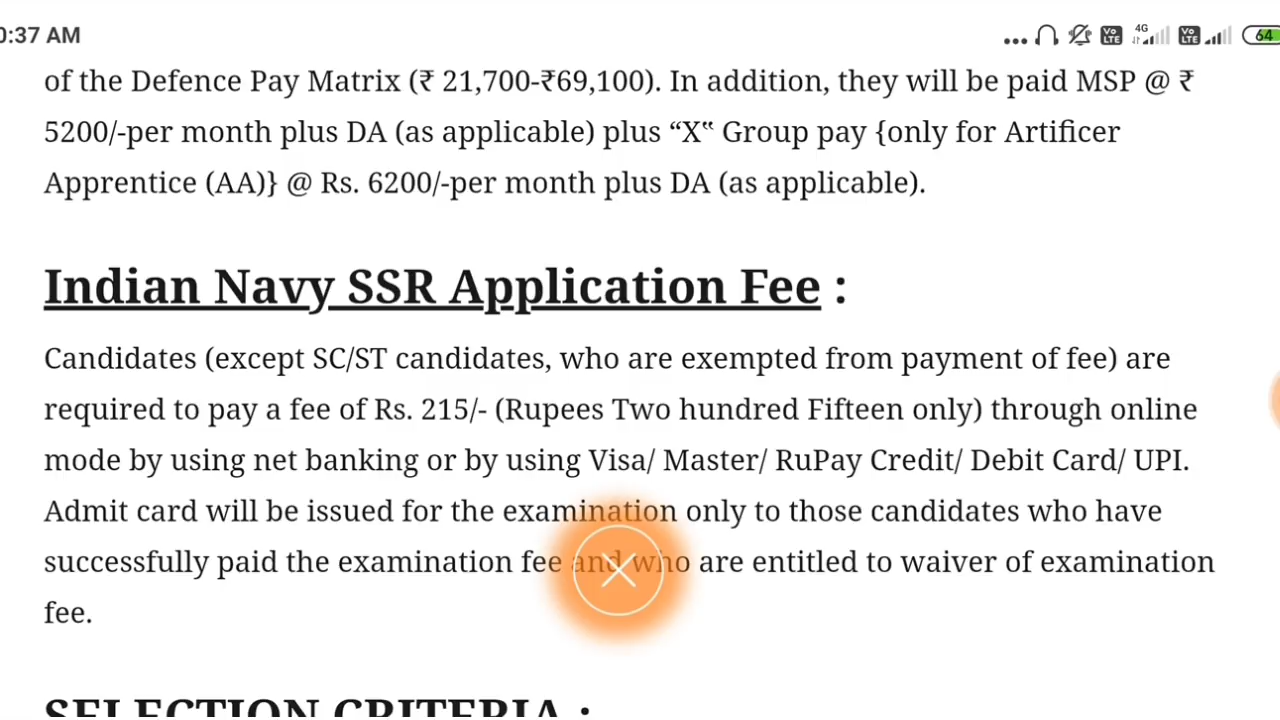 0:37 AM
4G
Vo LTE
Vo LTE
64
of the Defence Pay Matrix (₹ 21,700-₹69,100). In addition, they will be paid MSP @ ₹
5200/-per month plus DA (as applicable) plus “X‟ Group pay {only for Artificer
Apprentice (AA)} @ Rs. 6200/-per month plus DA (as applicable).
Indian Navy SSR Application Fee :
Candidates (except SC/ST candidates, who are exempted from payment of fee) are
required to pay a fee of Rs. 215/- (Rupees Two hundred Fifteen only) through online
mode by using net banking or by using Visa/ Master/ RuPay Credit/ Debit Card/ UPI.
Admit card will be issued for the examination only to those candidates who have
successfully paid the examination fee and who are entitled to waiver of examination
fee.
SELECTION CRITERIA :